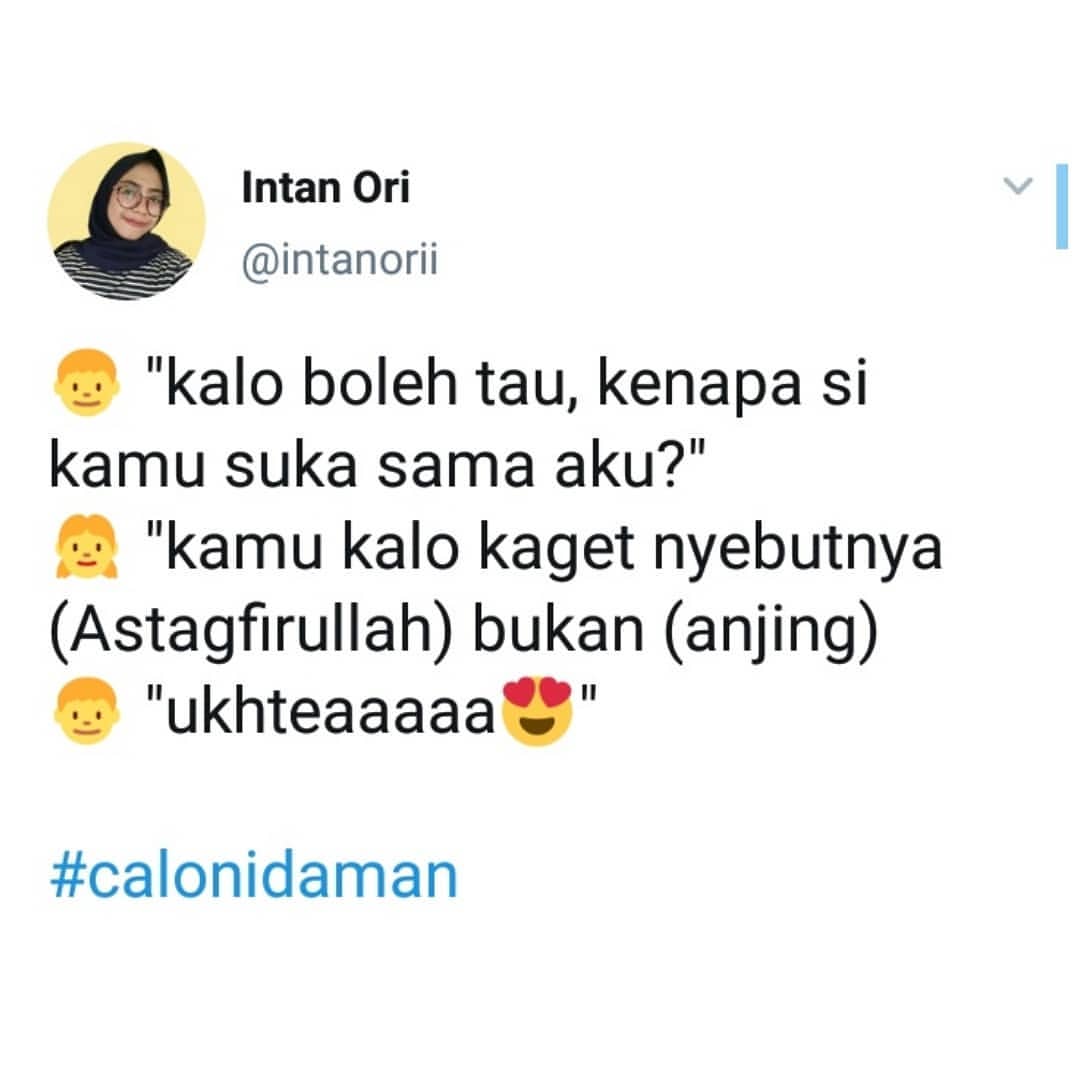 Intan Ori
@intanorii
👦 "kalo boleh tau, kenapa si
kamu suka sama aku?"
👧 "kamu kalo kaget nyebutnya
(Astagfirullah) bukan (anjing)
👦 "ukhteaaaaa😍"
#calonidaman